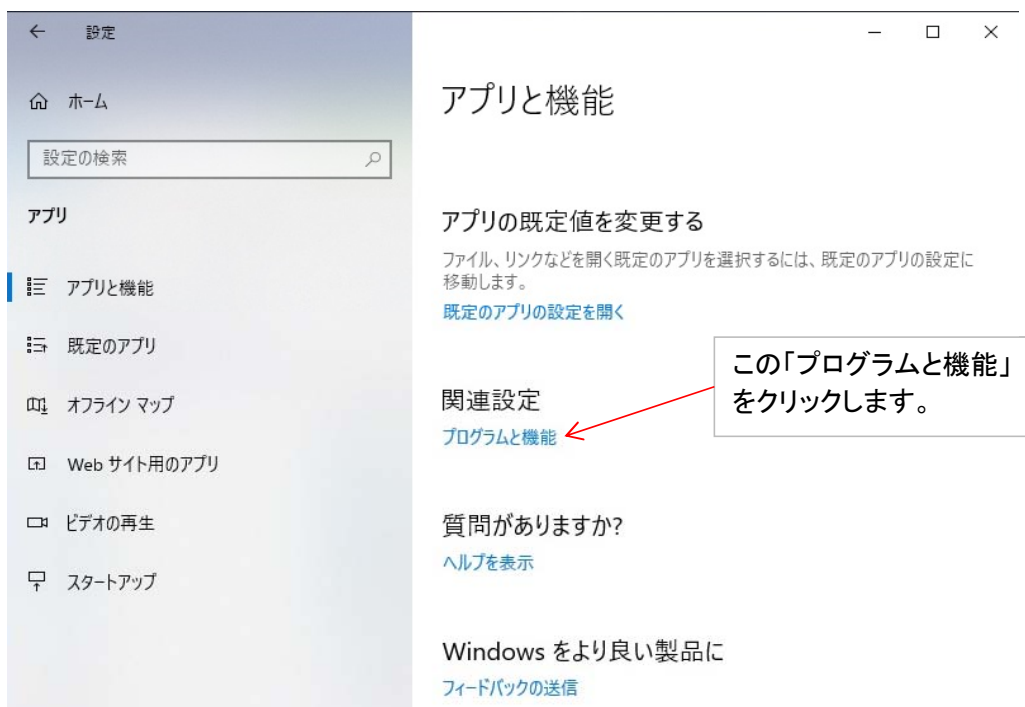 設定
ホーム
設定の検索
アプリ
アプリと機能
既定のアプリ
オフライン マップ
Web サイト用のアプリ
ビデオの再生
スタートアップ
アプリと機能
アプリの既定値を変更する
ファイル、リンクなどを開く既定のアプリを選択するには、既定のアプリの設定に
移動します。
既定のアプリの設定を開く
関連設定
プログラムと機能
この「プログラムと機能」
をクリックします。
質問がありますか?
ヘルプを表示
Windows をより良い製品に
フィードバックの送信